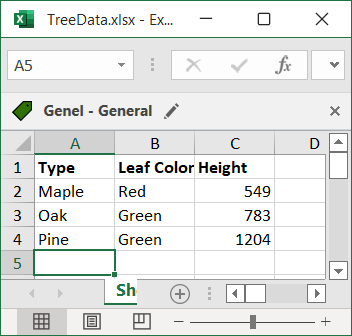 TreeData.xlsx - Ex...
A5
fx
Genel - General
A B C D
1 Type Leaf Color Height
2 Maple Red 549
3 Oak Green 783
4 Pine Green 1204
5